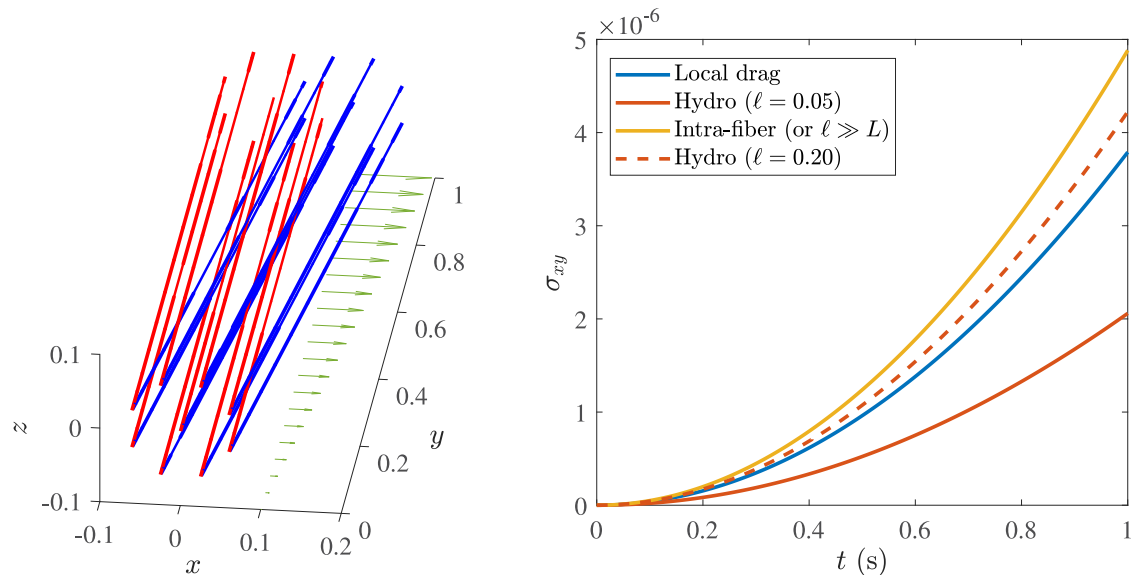 0.1
0
-0.1
z
-0.1
0
0.1
0.2
x
0
0.2
0.4
0.6
0.8
1
y
×10⁻⁶
5
4
3
2
1
0
σxy
Local drag
Hydro (ℓ = 0.05)
Intra-fiber (or ℓ ≫ L)
Hydro (ℓ = 0.20)
0
0.2
0.4
0.6
0.8
1
t (s)